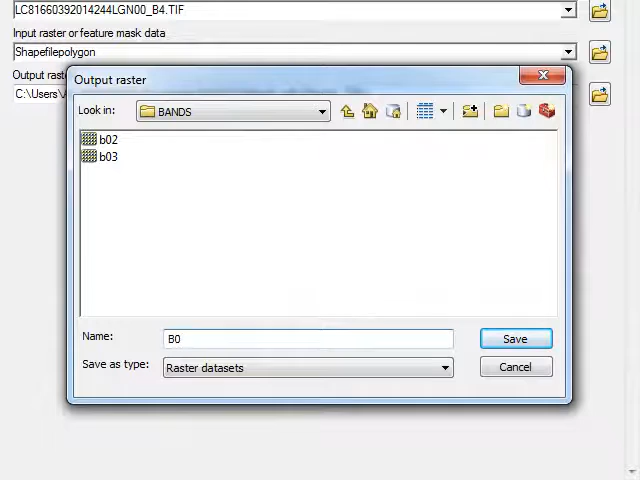 LC81660392014244LGN00_B4.TIF
Input raster or feature mask data
Shapefilepolygon
Output raste
C:\Users\
Output raster
Look in:
BANDS
b02
b03
Name:
B0
Save
Save as type:
Raster datasets
Cancel